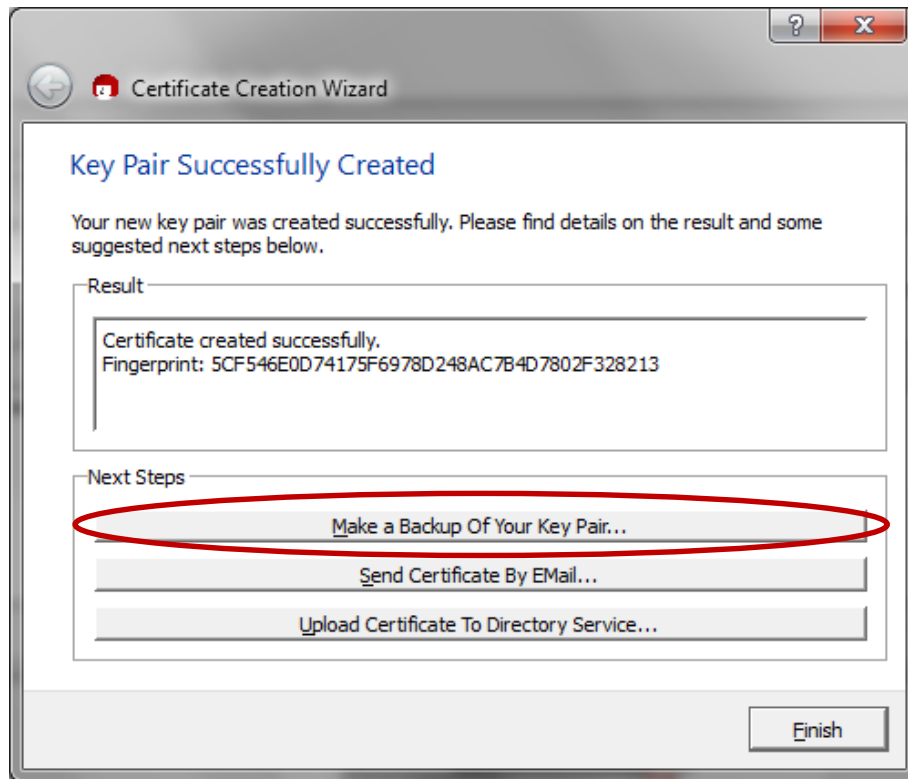 Certificate Creation Wizard
Key Pair Successfully Created
Your new key pair was created successfully. Please find details on the result and some
suggested next steps below.
Result
Certificate created successfully.
Fingerprint: 5CF546E0D74175F6978D248AC7B4D7802F328213
Next Steps
Make a Backup Of Your Key Pair...
Send Certificate By EMail...
Upload Certificate To Directory Service...
Finish